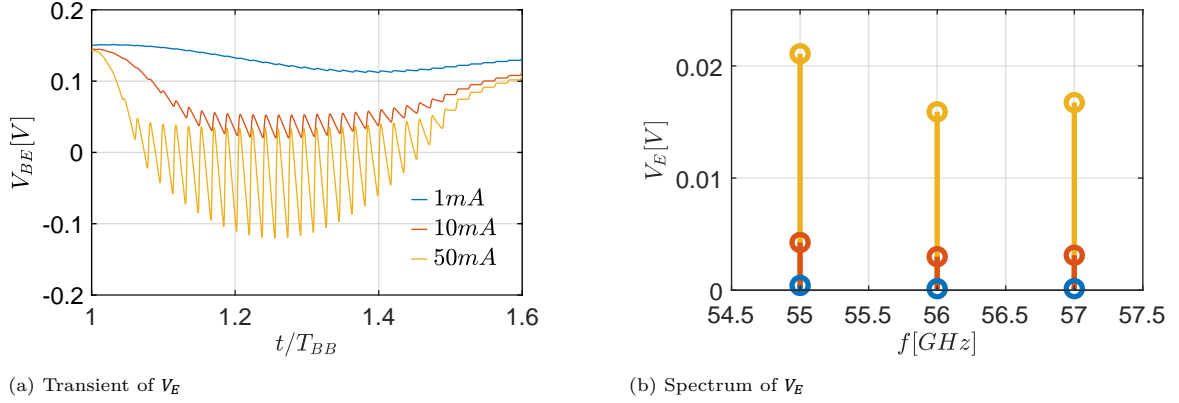 0.2
0.1
0
-0.1
-0.2
V_{BE}[V]
1mA
10mA
50mA
1 1.2 1.4 1.6
t/T_{BB}
(a) Transient of V_E
0.02
0.01
0
V_E[V]
54.5 55 55.5 56 56.5 57 57.5
f[GHz]
(b) Spectrum of V_E